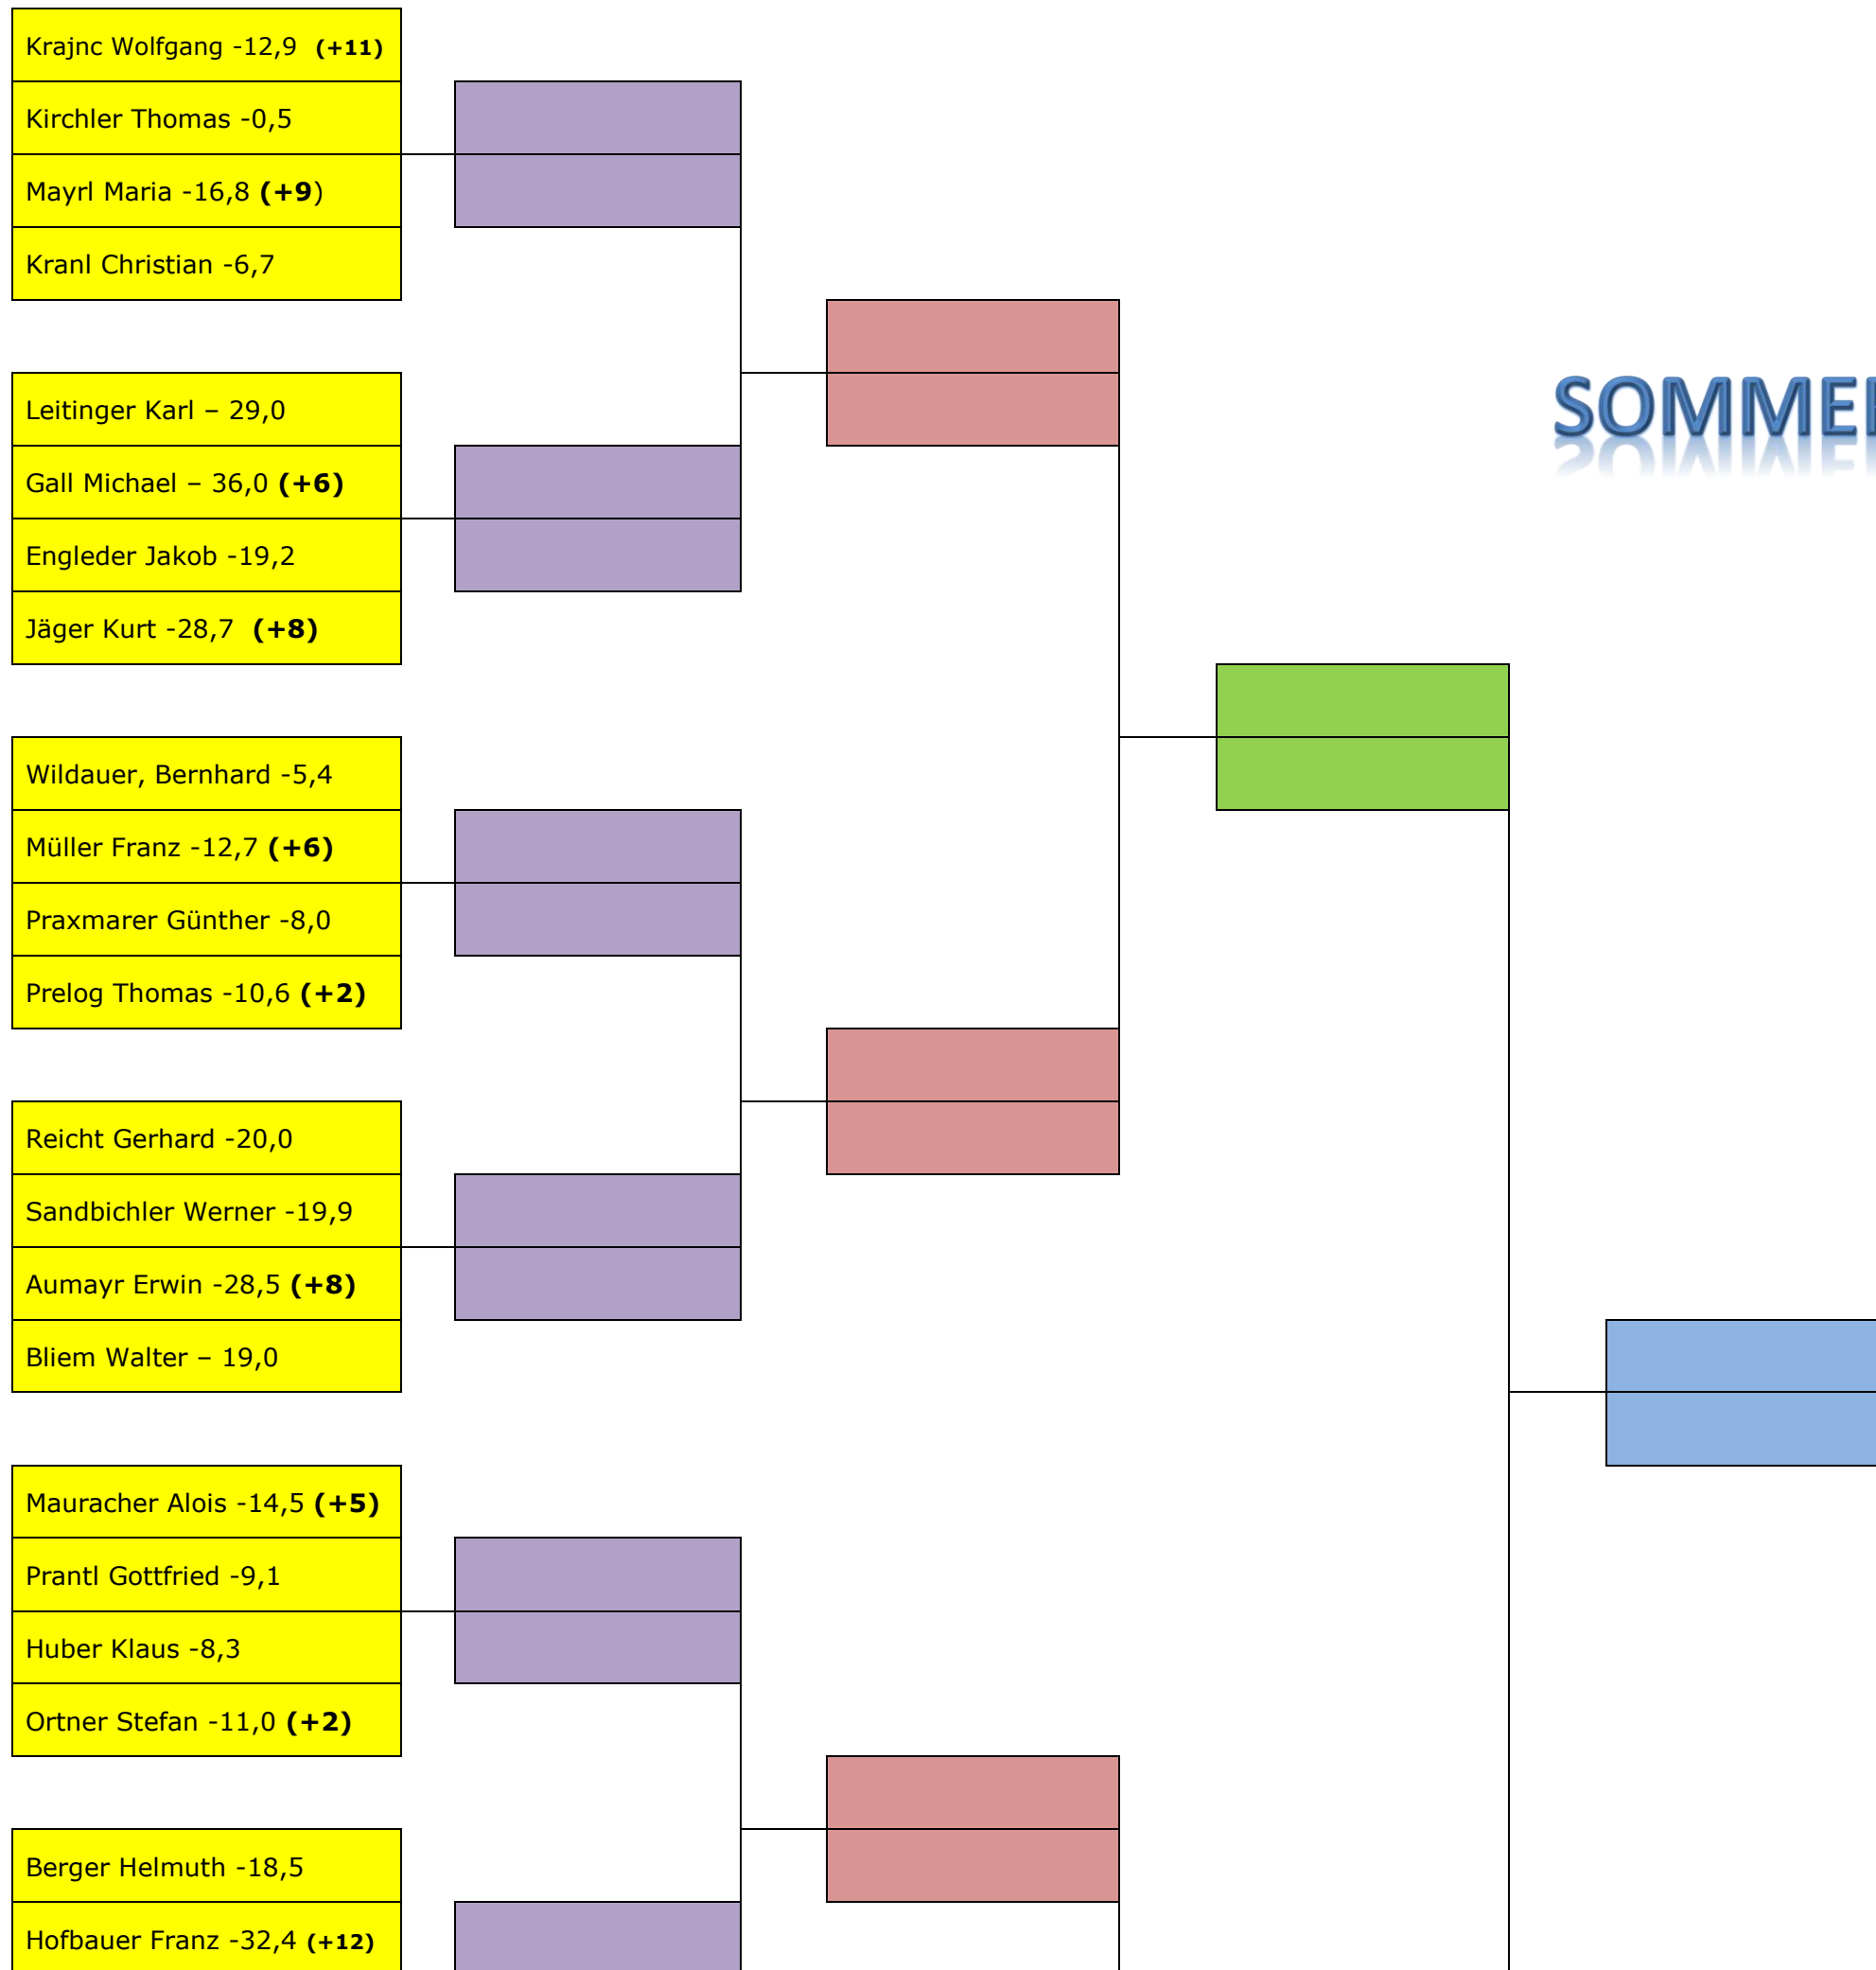 Krajnc Wolfgang -12,9 (+11)
Kirchler Thomas -0,5
Mayrl Maria -16,8 (+9)
Kranl Christian -6,7
SOMMER
Leitinger Karl – 29,0
Gall Michael – 36,0 (+6)
Engleder Jakob -19,2
Jäger Kurt -28,7 (+8)
Wildauer, Bernhard -5,4
Müller Franz -12,7 (+6)
Praxmarer Günther -8,0
Prelog Thomas -10,6 (+2)
Reicht Gerhard -20,0
Sandbichler Werner -19,9
Aumayr Erwin -28,5 (+8)
Bliem Walter – 19,0
Mauracher Alois -14,5 (+5)
Prantl Gottfried -9,1
Huber Klaus -8,3
Ortner Stefan -11,0 (+2)
Berger Helmuth -18,5
Hofbauer Franz -32,4 (+12)